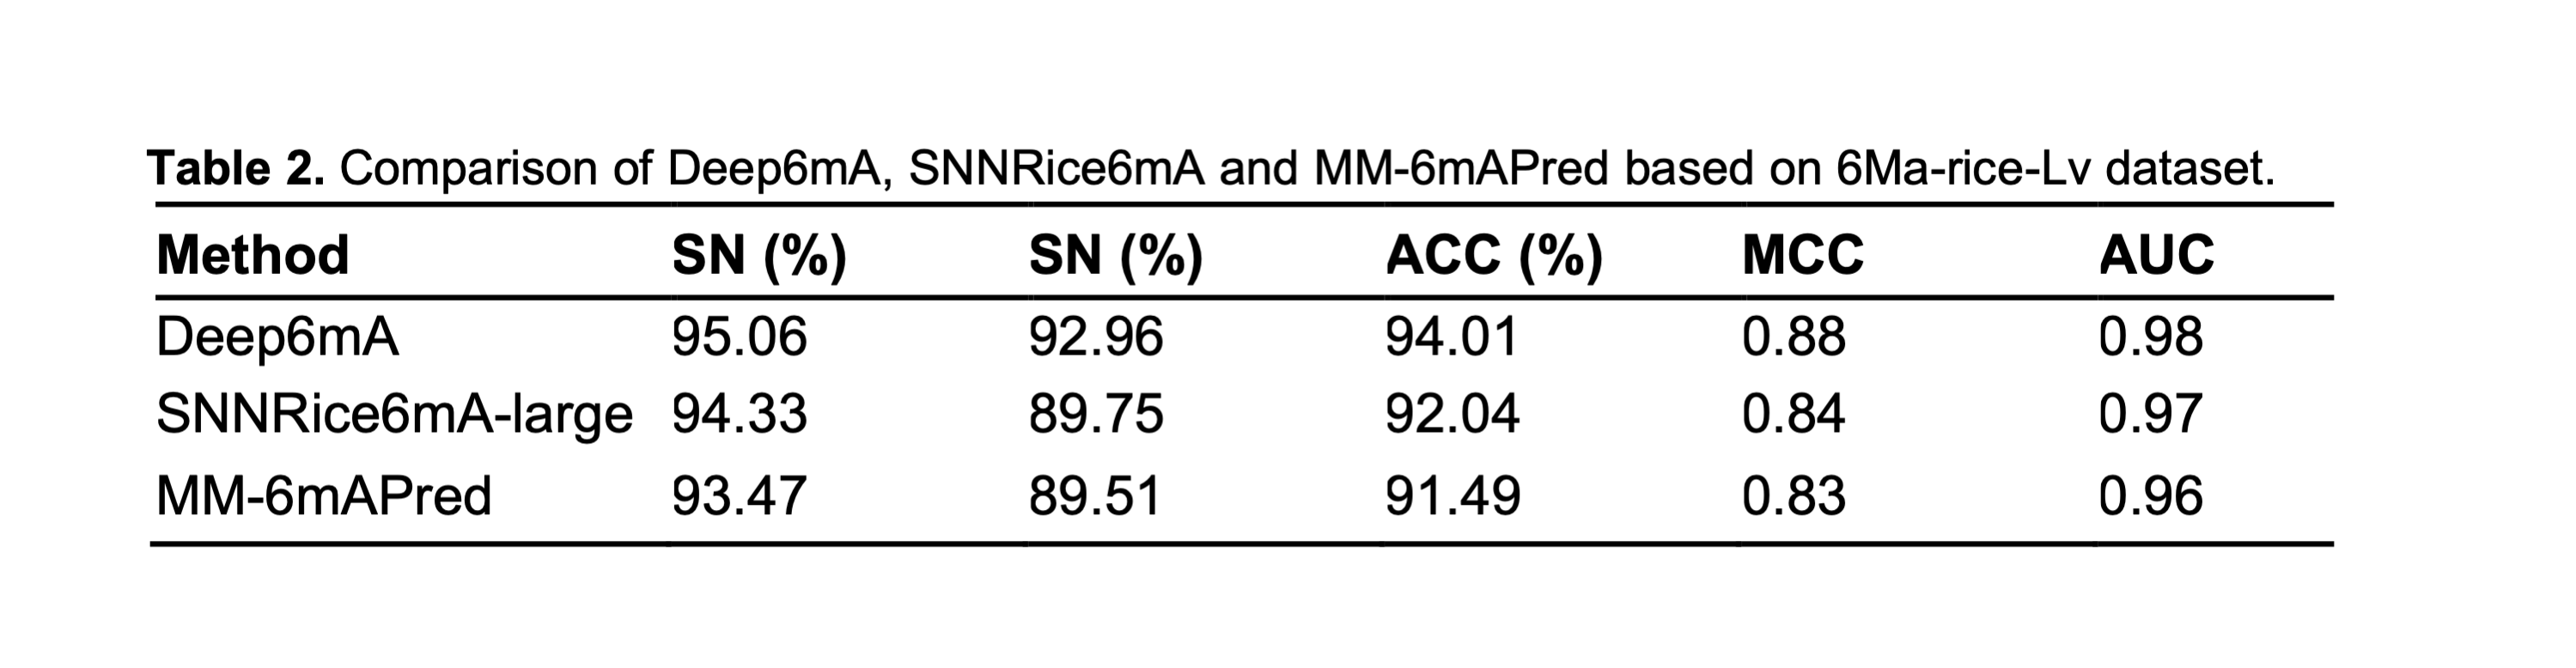 Table 2. Comparison of Deep6mA, SNNRice6mA and MM-6mAPred based on 6Ma-rice-Lv dataset.
Method SN (%) SN (%) ACC (%) MCC AUC
Deep6mA 95.06 92.96 94.01 0.88 0.98
SNNRice6mA-large 94.33 89.75 92.04 0.84 0.97
MM-6mAPred 93.47 89.51 91.49 0.83 0.96